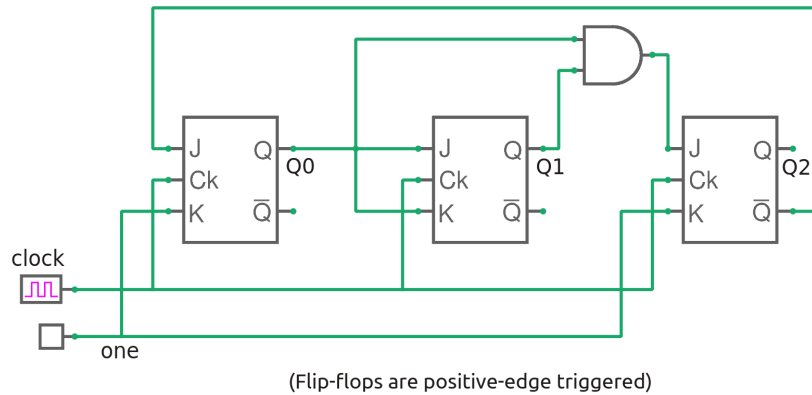 J Q
Ck
K Q̅
Q0
J Q
Ck
K Q̅
Q1
J Q
Ck
K Q̅
Q2
clock
one
(Flip-flops are positive-edge triggered)